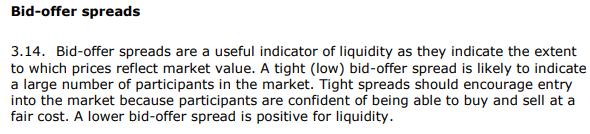 Bid-offer spreads
3.14. Bid-offer spreads are a useful indicator of liquidity as they indicate the extent
to which prices reflect market value. A tight (low) bid-offer spread is likely to indicate
a large number of participants in the market. Tight spreads should encourage entry
into the market because participants are confident of being able to buy and sell at a
fair cost. A lower bid-offer spread is positive for liquidity.